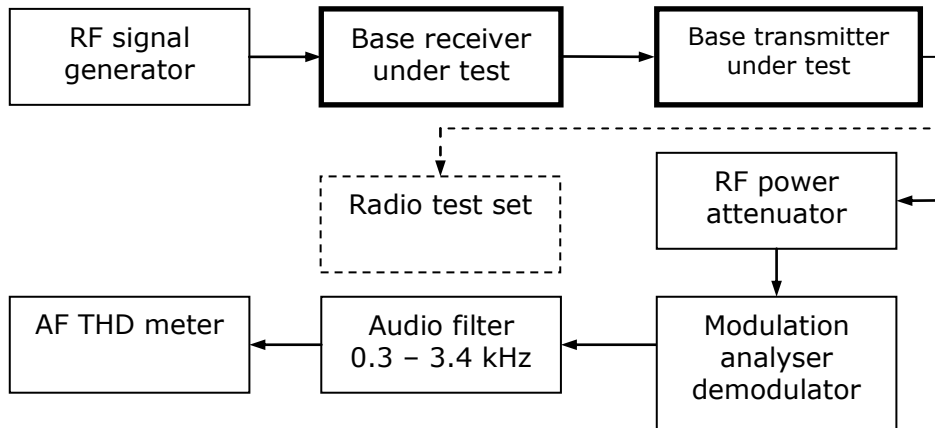 RF signal
generator
Base receiver
under test
Base transmitter
under test
Radio test set
RF power
attenuator
AF THD meter
Audio filter
0.3 – 3.4 kHz
Modulation
analyser
demodulator